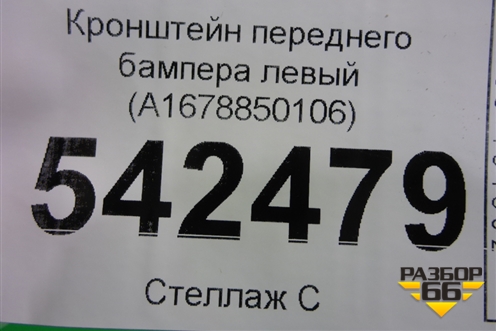 Кронштейн переднего
бампера левый
(A1678850106)
542479
Стеллаж С
РАЗБОР
66